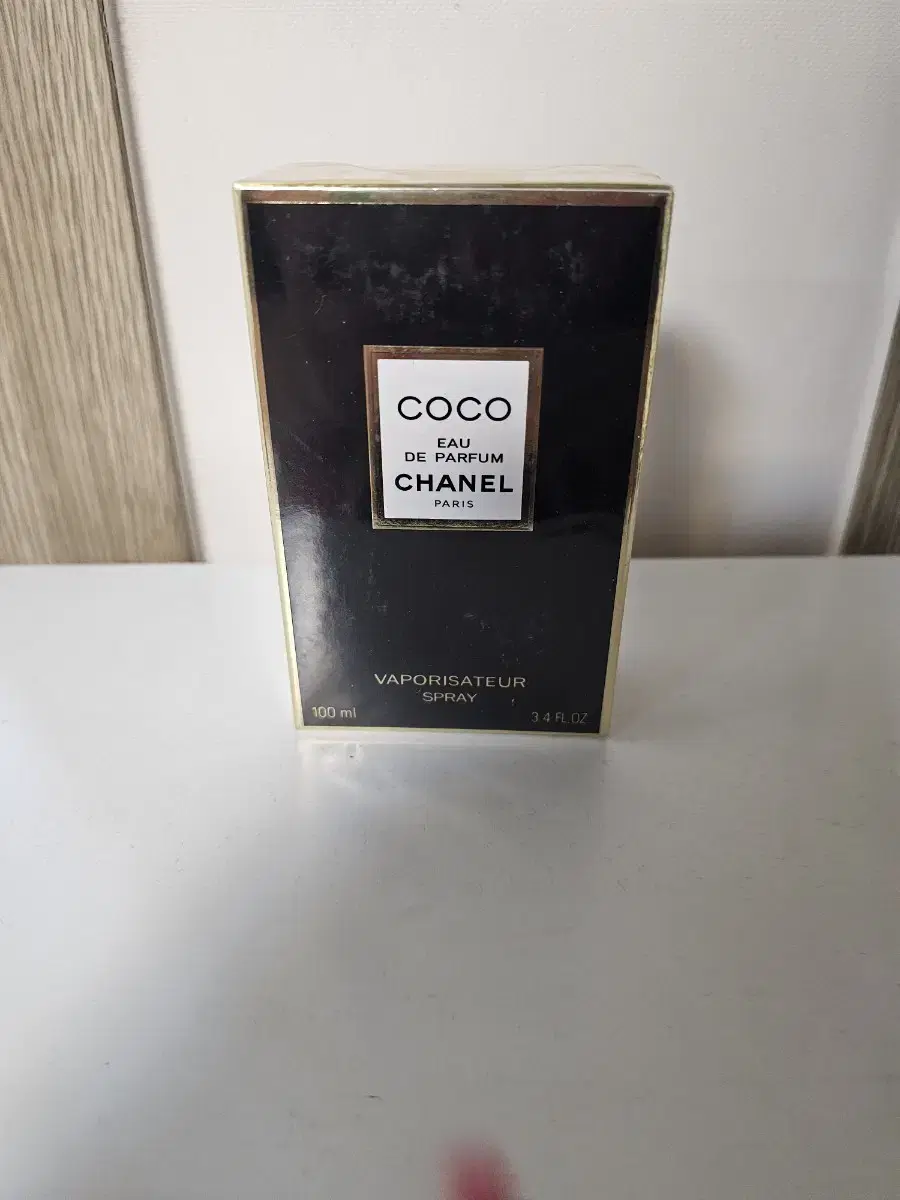 COCO
EAU
DE PARFUM
CHANEL
PARIS
VAPORISATEUR
SPRAY
100 ml
3.4 FL.OZ.